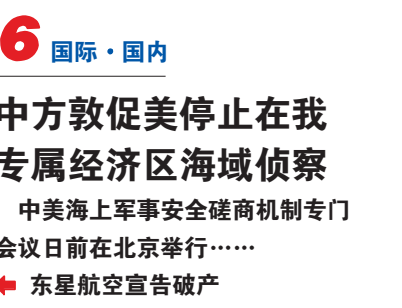 6 国际·国内
中方敦促美停止在我
专属经济区海域侦察
中美海上军事安全磋商机制专门
会议日前在北京举行……
东星航空宣告破产